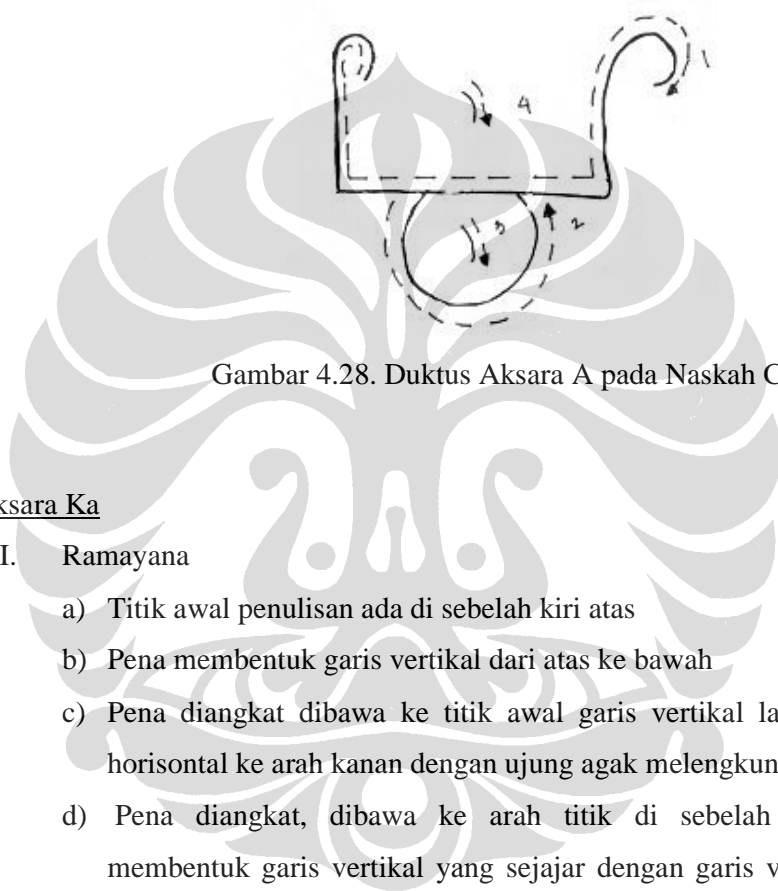 1
4
3
2
Gambar 4.28. Duktus Aksara A pada Naskah
Ka
I. Ramayana
a) Titik awal penulisan ada di sebelah kiri atas
b) Pena membentuk garis vertikal dari atas ke bawah
c) Pena diangkat dibawa ke titik awal garis vertikal
horisontal ke arah kanan dengan ujung agak
d) Pena diangkat, dibawa ke arah titik di sebelah
membentuk garis vertikal yang sejajar dengan garis